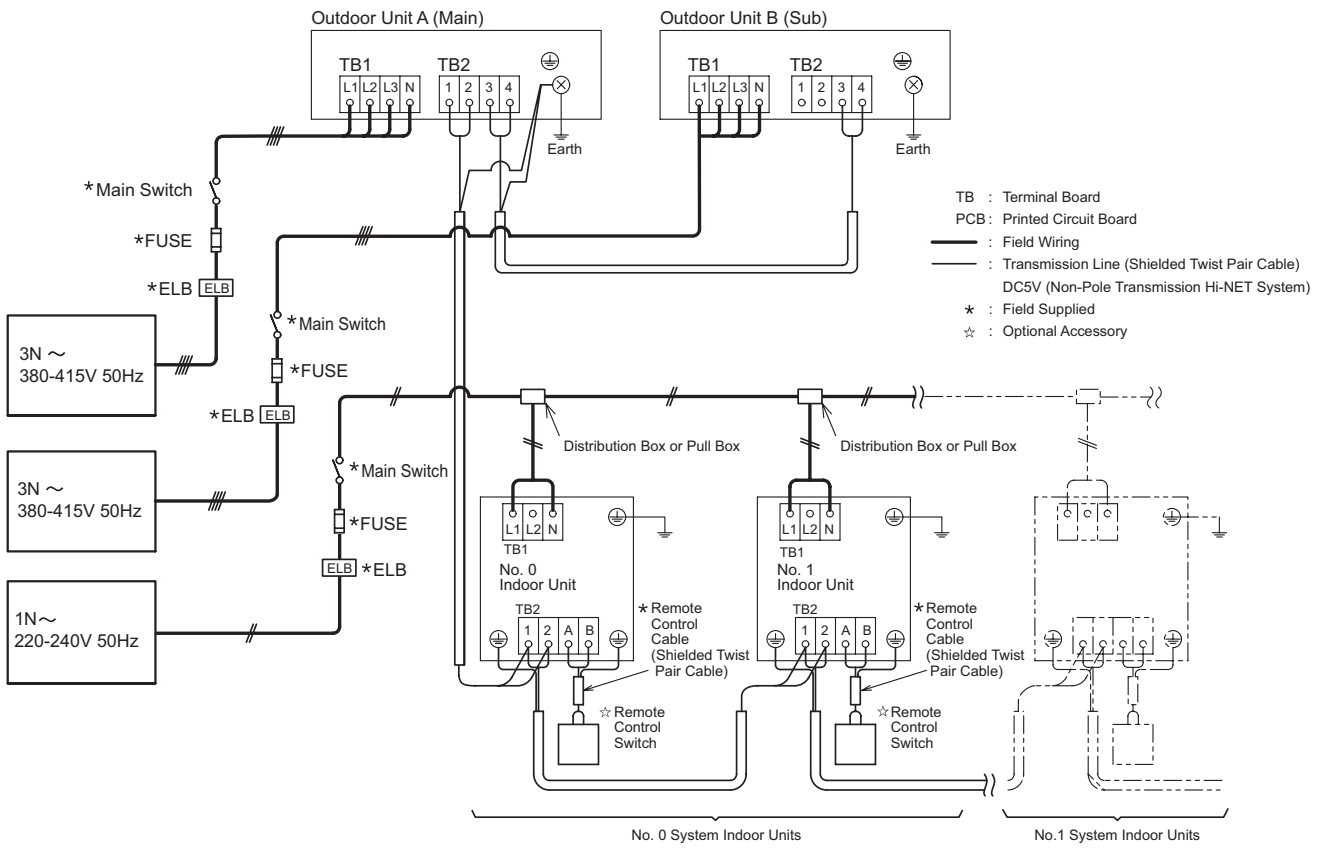 Outdoor Unit A (Main)
TB1
TB2
L1 L2 L3 N
1 2 3 4
Earth
Outdoor Unit B (Sub)
TB1
TB2
L1 L2 L3 N
1 2 3 4
Earth
*Main Switch
*FUSE
*ELB ELB
3N ~
380-415V 50Hz
*Main Switch
*FUSE
*ELB ELB
3N ~
380-415V 50Hz
*Main Switch
*FUSE
ELB *ELB
1N~
220-240V 50Hz
TB : Terminal Board
PCB : Printed Circuit Board
: Field Wiring
: Transmission Line (Shielded Twist Pair Cable)
DC5V (Non-Pole Transmission Hi-NET System)
* : Field Supplied
☆ : Optional Accessory
Distribution Box or Pull Box
Distribution Box or Pull Box
L1 L2 N
TB1
No. 0
Indoor Unit
TB2
1 2 A B
*Remote
Control
Cable
(Shielded Twist
Pair Cable)
☆Remote
Control
Switch
L1 L2 N
TB1
No. 1
Indoor Unit
TB2
1 2 A B
*Remote
Control
Cable
(Shielded Twist
Pair Cable)
☆Remote
Control
Switch
No. 0 System Indoor Units
No.1 System Indoor Units